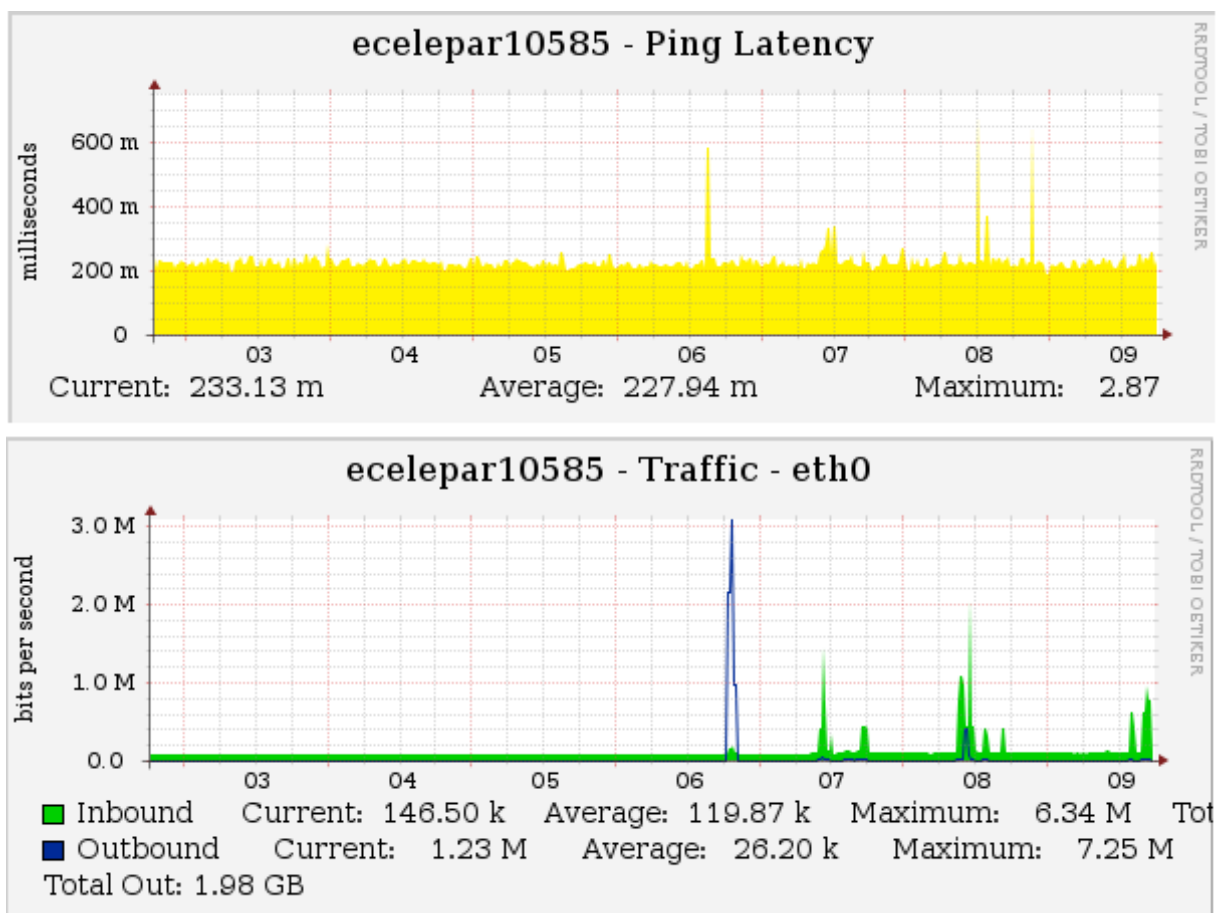 ecelepar10585 - Ping Latency
RRDTOOL / TOBI OETIKER
milliseconds
600 m
400 m
200 m
0
03 04 05 06 07 08 09
Current: 233.13 m Average: 227.94 m Maximum: 2.87
ecelepar10585 - Traffic - eth0
RRDTOOL / TOBI OETIKER
bits per second
3.0 M
2.0 M
1.0 M
0.0
03 04 05 06 07 08 09
Inbound Current: 146.50 k Average: 119.87 k Maximum: 6.34 M Tot
Outbound Current: 1.23 M Average: 26.20 k Maximum: 7.25 M
Total Out: 1.98 GB